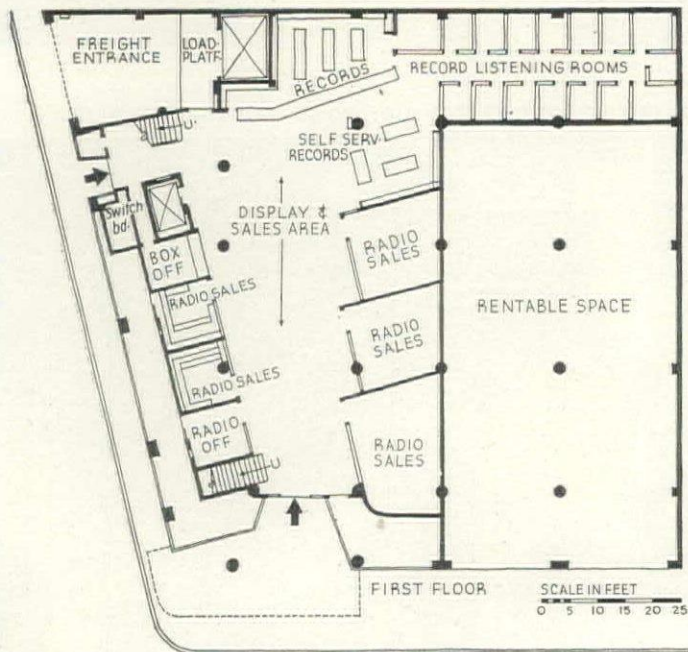 FREIGHT
ENTRANCE
LOAD-
PLATF.
RECORDS
RECORD LISTENING ROOMS
U
SELF SERV.
RECORDS
Switch
bd.
DISPLAY &
SALES AREA
BOX
OFF
RADIO
SALES
RADIO SALES
RENTABLE SPACE
RADIO
SALES
RADIO SALES
RADIO
OFF
RADIO
SALES
U
FIRST FLOOR
SCALE IN FEET
0 5 10 15 20 25